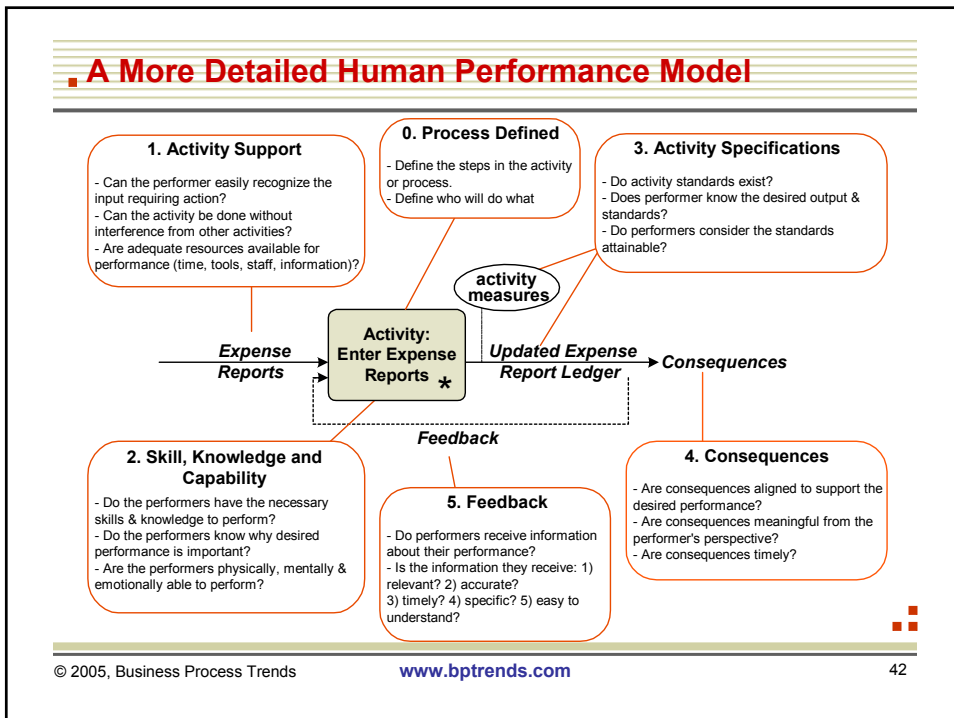 A More Detailed Human Performance Model
0. Process Defined
- Define the steps in the activity
or process.
- Define who will do what
1. Activity Support
- Can the performer easily recognize the
input requiring action?
- Can the activity be done without
interference from other activities?
- Are adequate resources available for
performance (time, tools, staff, information)?
3. Activity Specifications
- Do activity standards exist?
- Does performer know the desired output &
standards?
- Do performers consider the standards
attainable?
activity
measures
Expense
Reports
Activity:
Enter Expense
Reports *
Updated Expense
Report Ledger
Consequences
Feedback
2. Skill, Knowledge and
Capability
- Do the performers have the necessary
skills & knowledge to perform?
- Do the performers know why desired
performance is important?
- Are the performers physically, mentally &
emotionally able to perform?
5. Feedback
- Do performers receive information
about their performance?
- Is the information they receive: 1)
relevant? 2) accurate?
3) timely? 4) specific? 5) easy to
understand?
4. Consequences
- Are consequences aligned to support the
desired performance?
- Are consequences meaningful from the
performer's perspective?
- Are consequences timely?
© 2005, Business Process Trends
www.bptrends.com
42